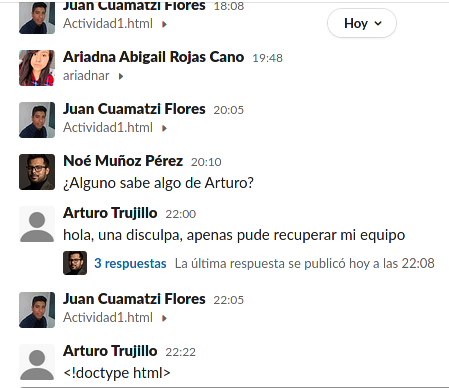 Juan Cuamatzi Flores 18:08
Actividad1.html
Hoy
Ariadna Abigail Rojas Cano 19:48
ariadnar
Juan Cuamatzi Flores 20:05
Actividad1.html
Noé Muñoz Pérez 20:10
¿Alguno sabe algo de Arturo?
Arturo Trujillo 22:00
hola, una disculpa, apenas pude recuperar mi equipo
3 respuestas La última respuesta se publicó hoy a las 22:08
Juan Cuamatzi Flores 22:05
Actividad1.html
Arturo Trujillo 22:22
<!doctype html>